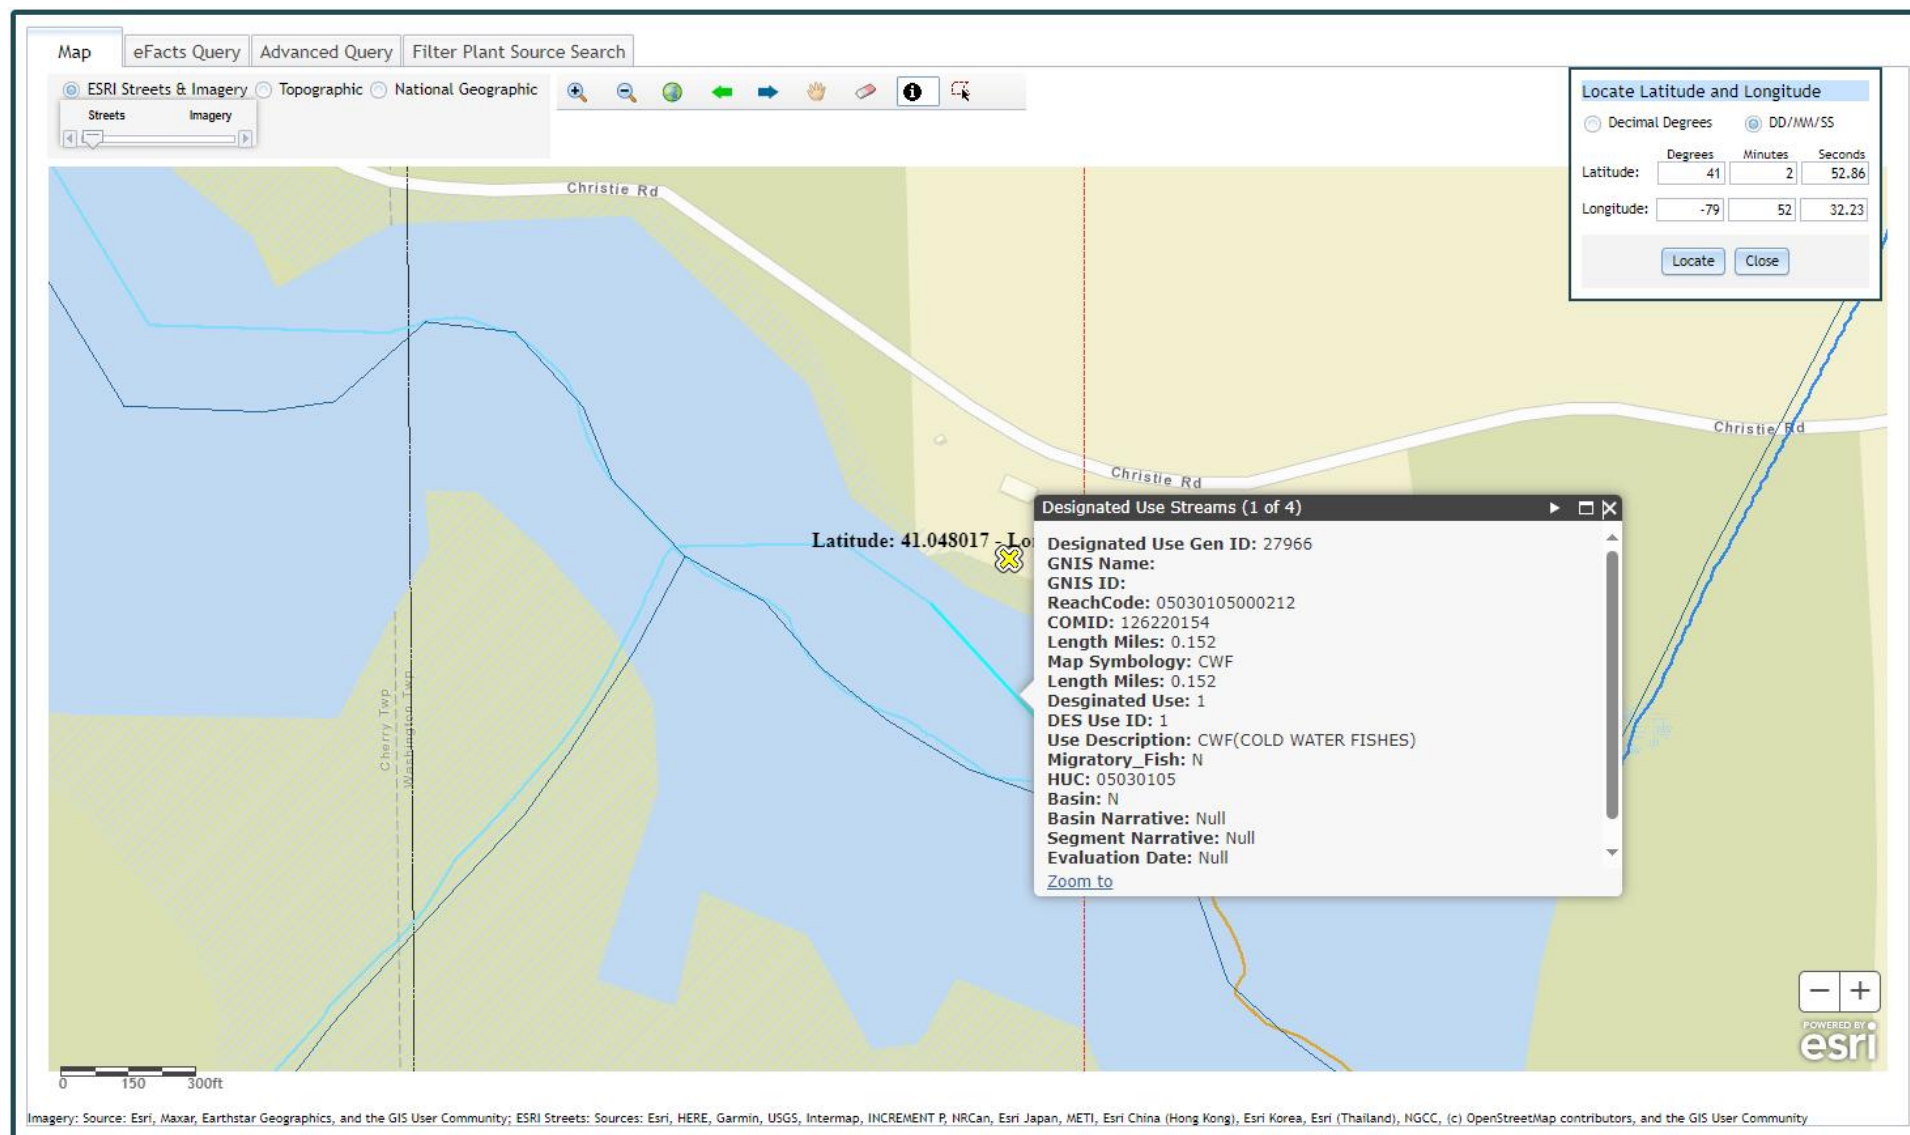 Map eFacts Query Advanced Query Filter Plant Source Search
ESRI Streets & Imagery Topographic National Geographic
Streets Imagery
Locate Latitude and Longitude
Decimal Degrees DD/MM/SS
Degrees Minutes Seconds
Latitude: 41 2 52.86
Longitude: -79 52 32.23
Locate Close
Christie Rd
Christie Rd
Christie Rd
Latitude: 41.048017 - Lo
Cherry Twp
Washington Twp
Designated Use Streams (1 of 4)
Designated Use Gen ID: 27966
GNIS Name:
GNIS ID:
ReachCode: 05030105000212
COMID: 126220154
Length Miles: 0.152
Map Symbology: CWF
Length Miles: 0.152
Desginated Use: 1
DES Use ID: 1
Use Description: CWF(COLD WATER FISHES)
Migratory_Fish: N
HUC: 05030105
Basin: N
Basin Narrative: Null
Segment Narrative: Null
Evaluation Date: Null
Zoom to
POWERED BY
esri
0 150 300ft
Imagery: Source: Esri, Maxar, Earthstar Geographics, and the GIS User Community; ESRI Streets: Sources: Esri, HERE, Garmin, USGS, Intermap, INCREMENT P, NRCan, Esri Japan, METI, Esri China (Hong Kong), Esri Korea, Esri (Thailand), NGCC, (c) OpenStreetMap contributors, and the GIS User Community